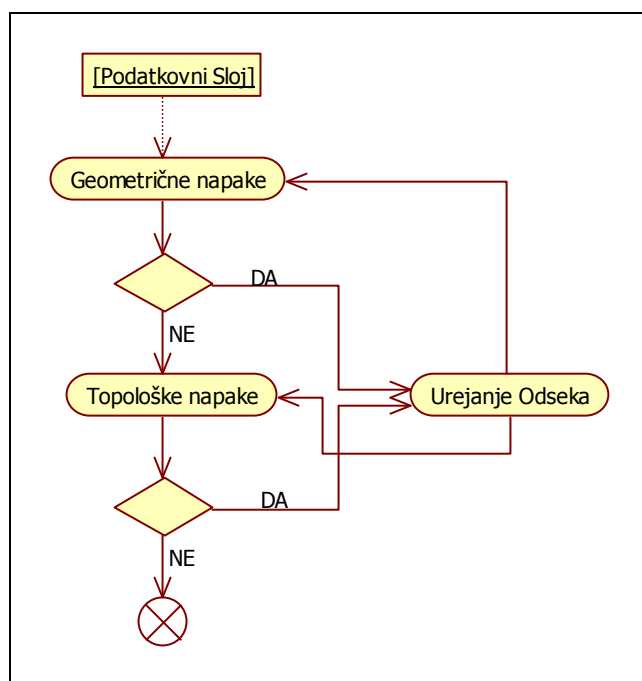 [Podatkovni Sloj]
Geometrične napake
DA
NE
Topološke napake
Urejanje Odseka
DA
NE